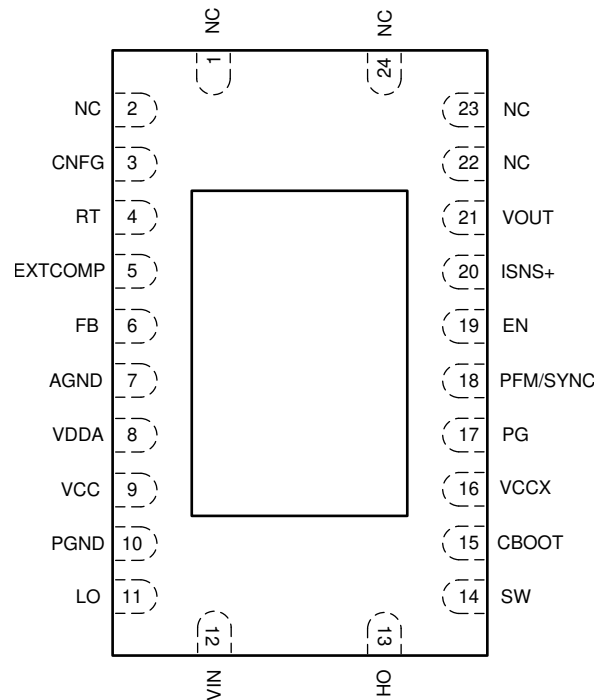 NC NC
1 24
NC 2 23 NC
CNFG 3 22 NC
RT 4 21 VOUT
EXTCOMP 5 20 ISNS+
FB 6 19 EN
AGND 7 18 PFM/SYNC
VDDA 8 17 PG
VCC 9 16 VCCX
PGND 10 15 CBOOT
LO 11 14 SW
12 13
VIN HO